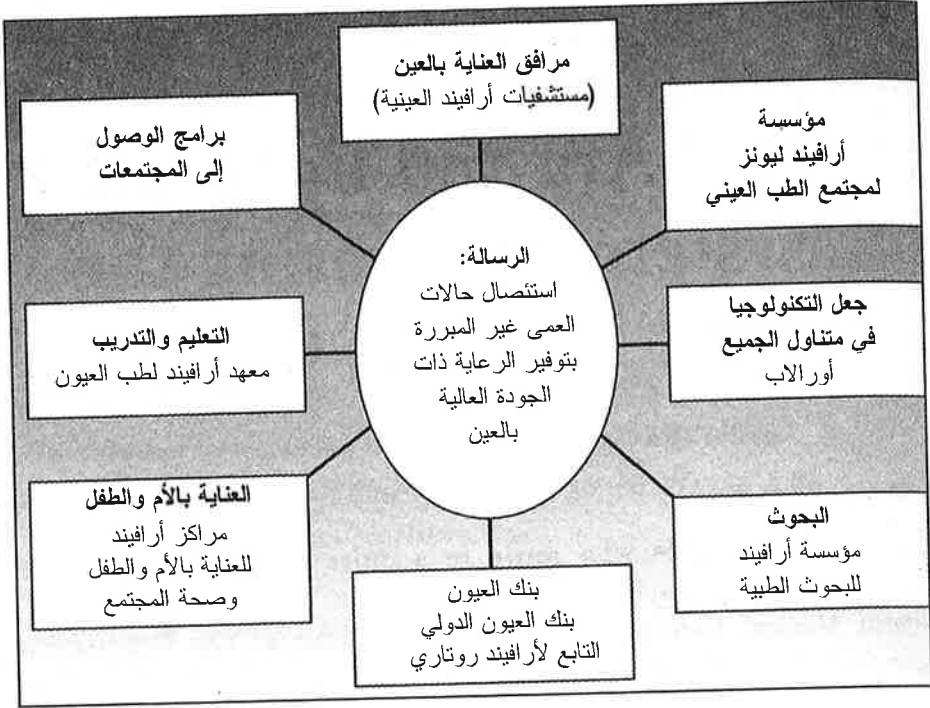 مرافق العناية بالعين
(مستشفيات أرافيند العينية)
مؤسسة
أرافيند ليونز
لمجتمع الطب العيني
برامج الوصول
إلى المجتمعات
الرسالة:
استئصال حالات
العمى غير المبررة
بتوفير الرعاية ذات
الجودة العالية
بالعين
جعل التكنولوجيا
في متناول الجميع
أورالاب
التعليم والتدريب
معهد أرافيند لطب العيون
البحوث
مؤسسة أرافيند
للبحوث الطبية
العناية بالأم والطفل
مراكز أرافيند
للعناية بالأم والطفل
وصحة المجتمع
بنك العيون
بنك العيون الدولي
التابع لأرافيند روتاري